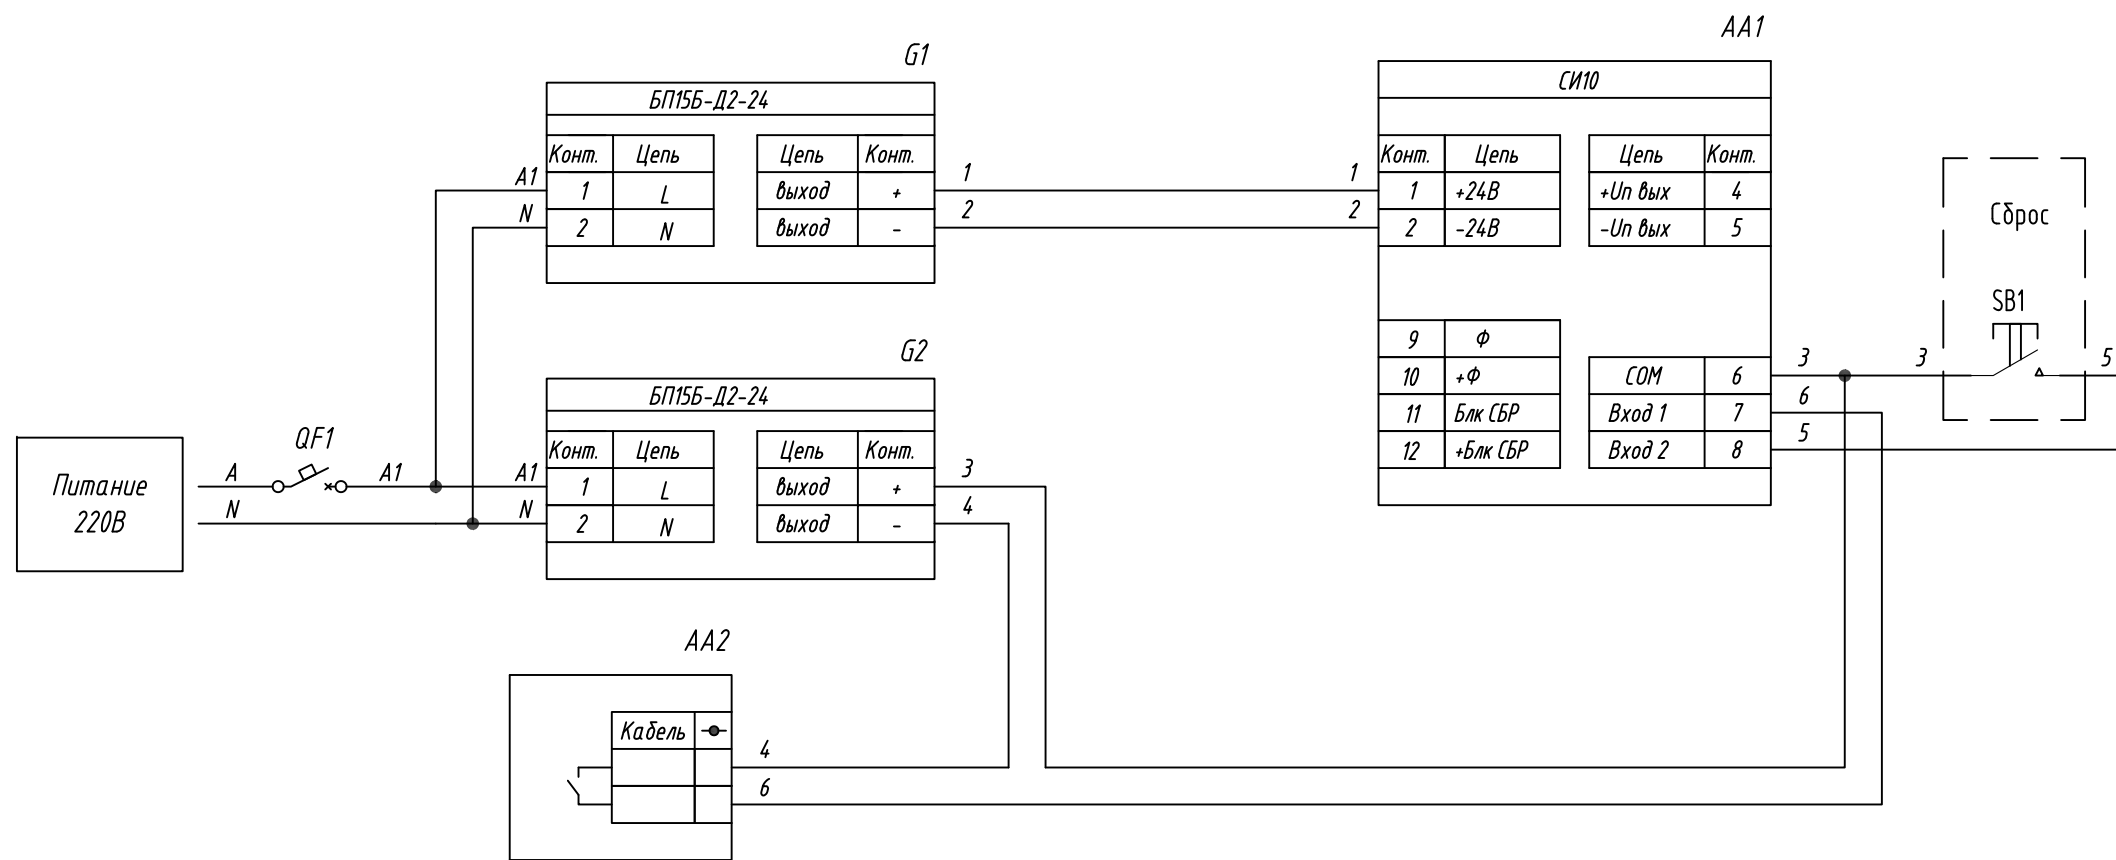 AA1
G1
СИ10
БП15Б-Д2-24
Конт. Цепь Цепь Конт.
A1 1 L выход + 1
N 2 N выход - 2
Конт. Цепь Цепь Конт.
1 1 +24В +Uп вых 4
2 2 -24В -Uп вых 5
Сброс
SB1
9 Ф
10 +Ф COM 6 3 3 5
11 Блк СБР Вход 1 7 6
12 +Блк СБР Вход 2 8 5
G2
БП15Б-Д2-24
QF1
Конт. Цепь Цепь Конт.
A A1 A1 1 L выход + 3
N N 2 N выход - 4
Питание
220В
AA2
Кабель
4
6